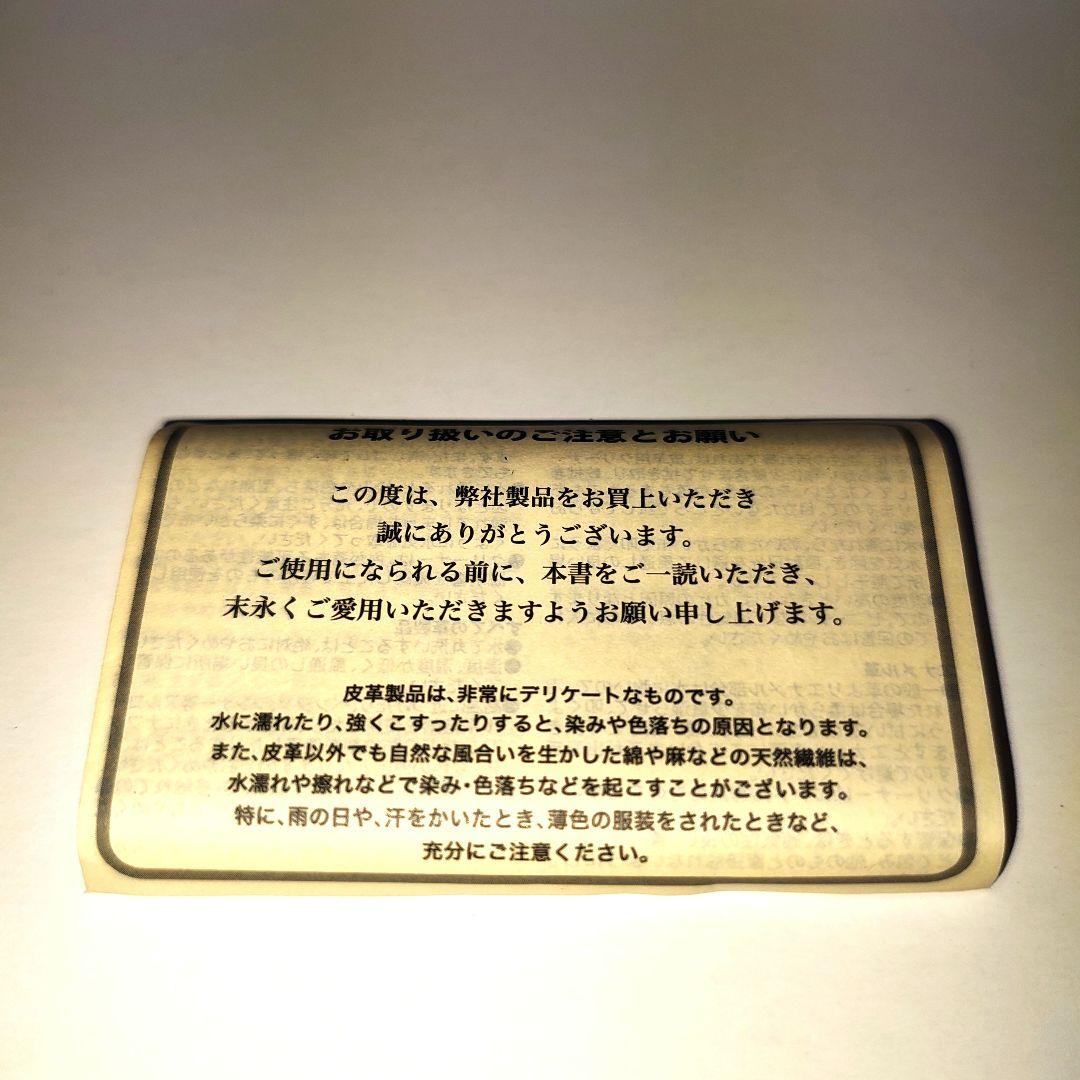 お取り扱いのご注意とお願い
この度は、弊社製品をお買上いただき
誠にありがとうございます。
ご使用になられる前に、本書をご一読いただき、
末永くご愛用いただきますようお願い申し上げます。
皮革製品は、非常にデリケートなものです。
水に濡れたり、強くこすったりすると、染みや色落ちの原因となります。
また、皮革以外でも自然な風合いを生かした綿や麻などの天然繊維は、
水濡れや擦れなどで染み・色落ちなどを起こすことがございます。
特に、雨の日や、汗をかいたとき、薄色の服装をされたときなど、
充分にご注意ください。